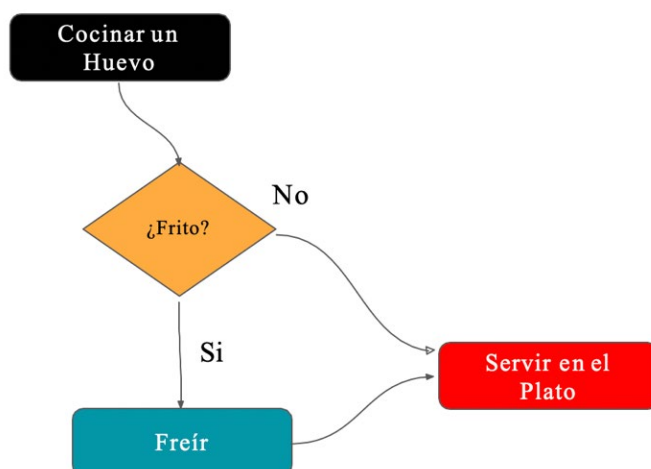 Cocinar un
Huevo
¿Frito?
No
Si
Servir en el
Plato
Freír